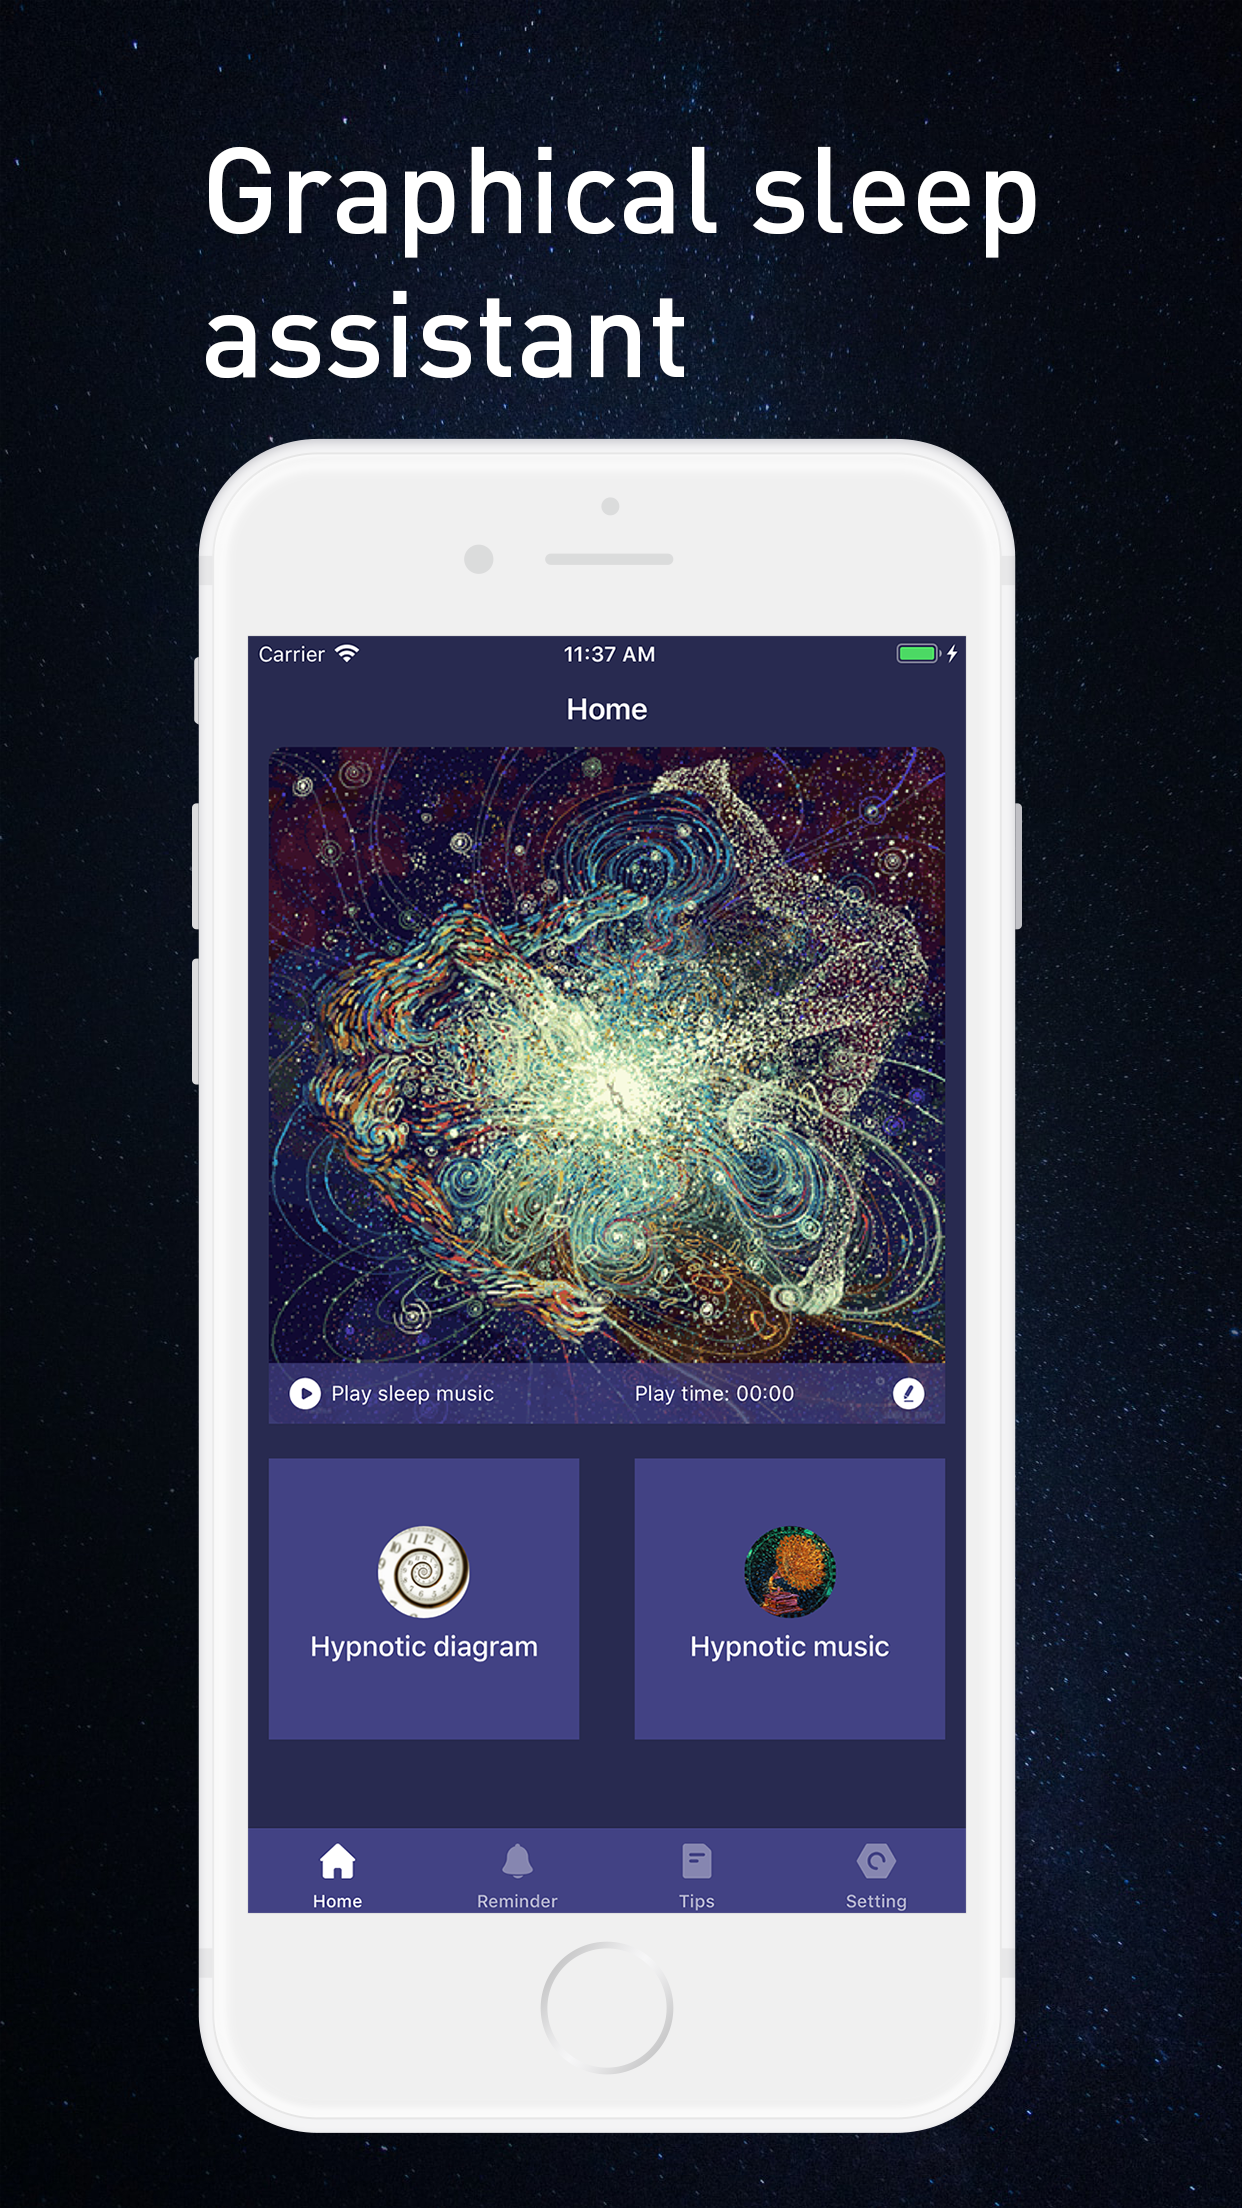 Graphical sleep
assistant
Carrier 11:37 AM
Home
Play sleep music Play time: 00:00
Hypnotic diagram Hypnotic music
Home Reminder Tips Setting